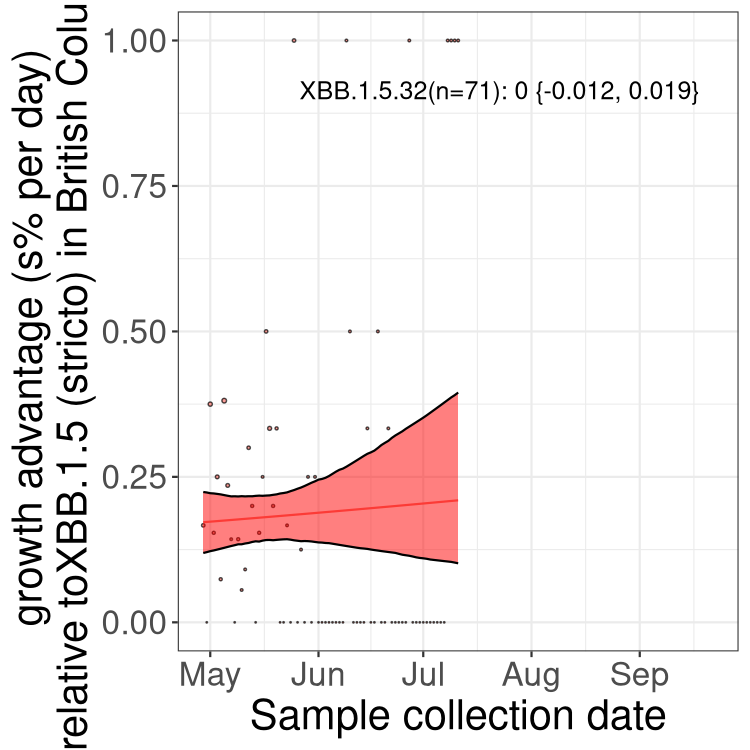 growth advantage (s% per day)
relative toXBB.1.5 (stricto) in British Colu
1.00
0.75
0.50
0.25
0.00
XBB.1.5.32(n=71): 0 {-0.012, 0.019}
May Jun Jul Aug Sep
Sample collection date